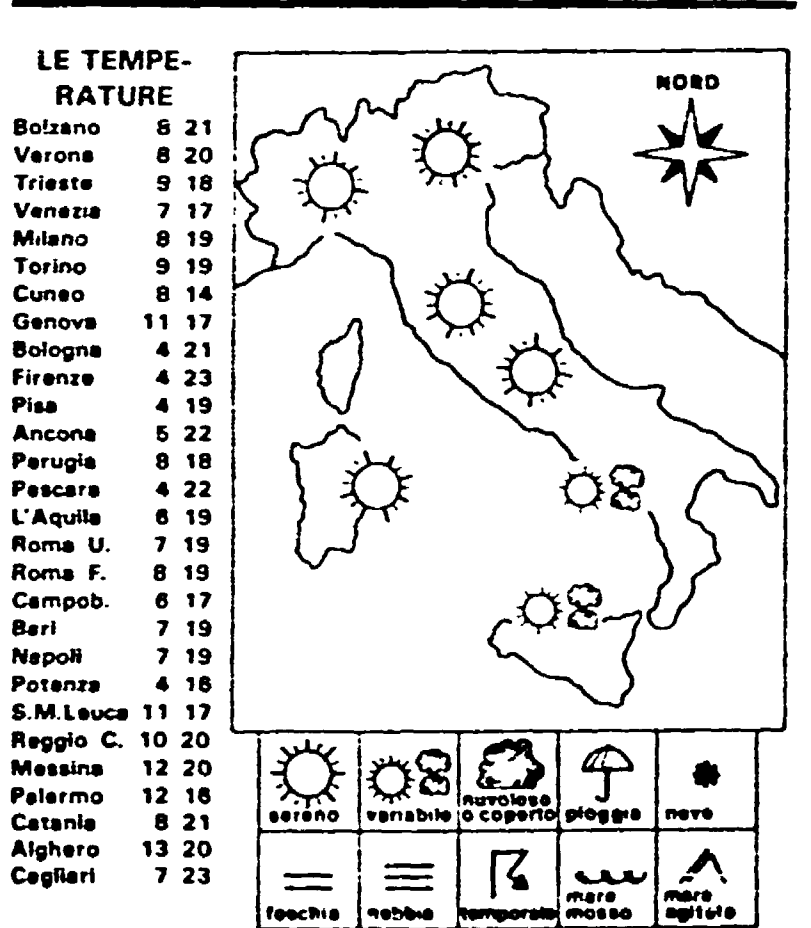 LE TEMPE-
RATURE
Bolzano 8 21
Verona 8 20
Trieste 9 18
Venezia 7 17
Milano 8 19
Torino 9 19
Cuneo 8 14
Genova 11 17
Bologna 4 21
Firenze 4 23
Pisa 4 19
Ancona 5 22
Perugia 8 18
Pescara 4 22
L'Aquila 6 19
Roma U. 7 19
Roma F. 8 19
Campob. 6 17
Bari 7 19
Napoli 7 19
Potenza 4 16
S.M.Leuca 11 17
Reggio C. 10 20
Messina 12 20
Palermo 12 16
Catania 8 21
Alghero 13 20
Cagliari 7 23
NORD
sereno
variabile
nuvoloso
o coperto
pioggia
neve
foschia
nebbia
temporale
mare
mosso
mare
agitato